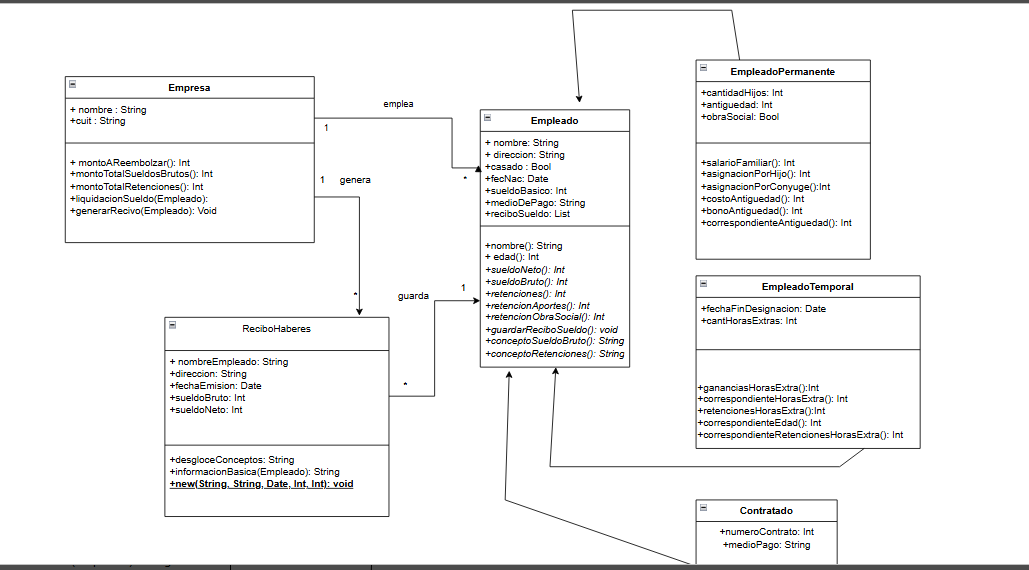 Empresa
+ nombre : String
+cuit : String
+ montoAReembolzar(): Int
+montoTotalSueldosBrutos(): Int
+montoTotalRetenciones(): Int
+liquidacionSueldo(Empleado):
+generarRecivo(Empleado): Void
emplea
1
*
1
genera
*
Empleado
+ nombre: String
+ direccion: String
+casado : Bool
+fecNac: Date
+sueldoBasico: Int
+medioDePago: String
+reciboSueldo: List
+nombre(): String
+ edad(): Int
+sueldoNeto(): Int
+sueldoBruto(): Int
+retenciones(): Int
+retencionAportes(): Int
+retencionObraSocial(): Int
+guardarReciboSueldo(): void
+conceptoSueldoBruto(): String
+conceptoRetenciones(): String
guarda
1
*
ReciboHaberes
+ nombreEmpleado: String
+direccion: String
+fechaEmision: Date
+sueldoBruto: Int
+sueldoNeto: Int
+desgloceConceptos: String
+informacionBasica(Empleado): String
+new(String, String, Date, Int, Int): void
EmpleadoPermanente
+cantidadHijos: Int
+antiguedad: Int
+obraSocial: Bool
+salarioFamiliar(): Int
+asignacionPorHijo(): Int
+asignacionPorConyuge():Int
+costoAntiguedad(): Int
+bonoAntiguedad(): Int
+correspondienteAntiguedad(): Int
EmpleadoTemporal
+fechaFinDesignacion: Date
+cantHorasExtras: Int
+gananciasHorasExtra():Int
+correspondienteHorasExtra(): Int
+retencionesHorasExtra():Int
+correspondienteEdad(): Int
+correspondienteRetencionesHorasExtra(): Int
Contratado
+numeroContrato: Int
+medioPago: String